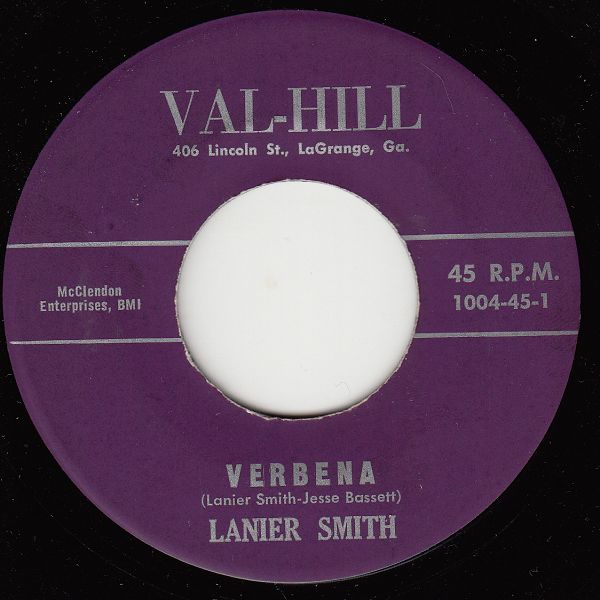 VAL-HILL
406 Lincoln St., LaGrange, Ga.
McClendon
Enterprises, BMI
45 R.P.M.
1004-45-1
VERBENA
(Lanier Smith-Jesse Bassett)
LANIER SMITH